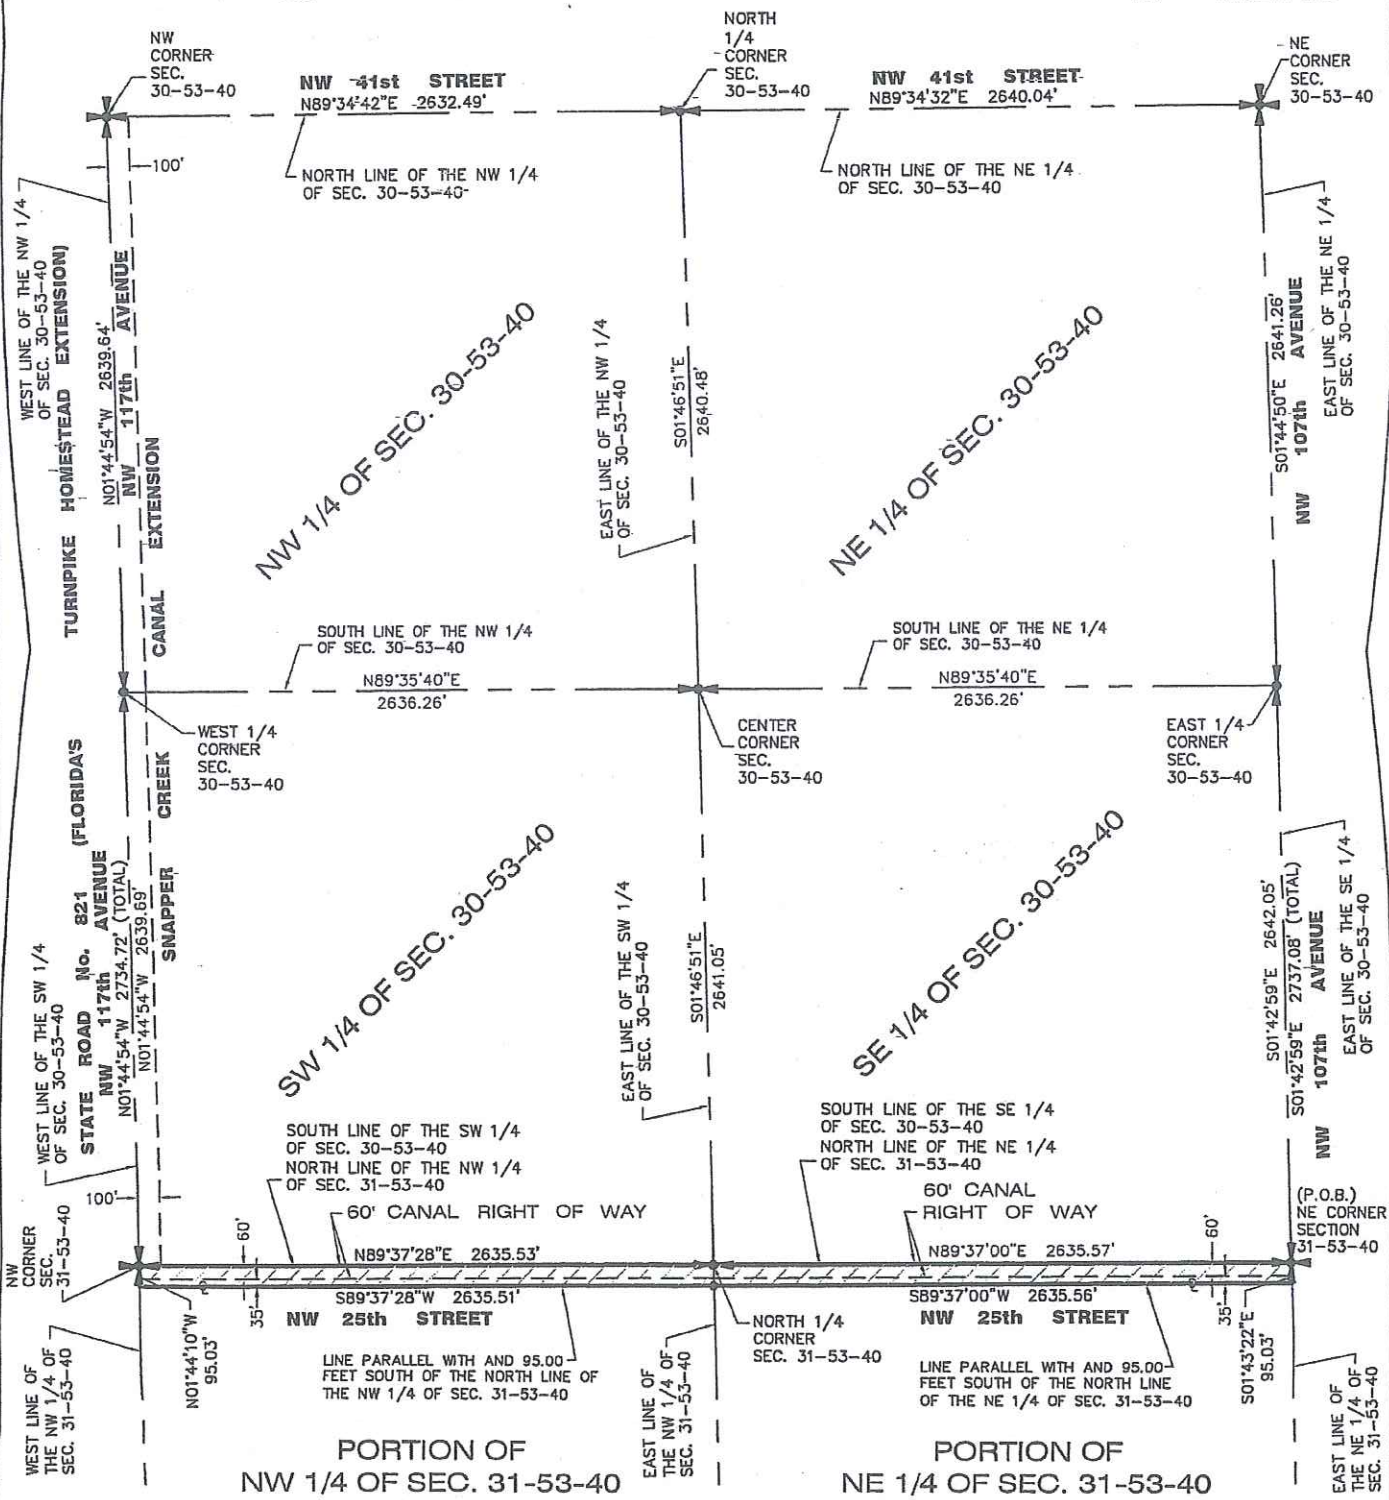 NW
CORNER
SEC.
30-53-40
NORTH
1/4
CORNER
SEC.
30-53-40
NE
CORNER
SEC.
30-53-40
NW 41st STREET
N89°34'42"E 2632.49'
NW 41st STREET
N89°34'32"E 2640.04'
100'
NORTH LINE OF THE NW 1/4
OF SEC. 30-53-40
NORTH LINE OF THE NE 1/4
OF SEC. 30-53-40
WEST LINE OF THE NW 1/4
OF SEC. 30-53-40
TURNPIKE HOMESTEAD EXTENSION)
N01°44'54"W 2639.64'
NW 117th AVENUE
CANAL EXTENSION
NW 1/4 OF SEC. 30-53-40
EAST LINE OF THE NW 1/4
OF SEC. 30-53-40
S01°46'51"E
2640.48'
NE 1/4 OF SEC. 30-53-40
S01°44'50"E 2641.26'
NW 107th AVENUE
EAST LINE OF THE NE 1/4
OF SEC. 30-53-40
SOUTH LINE OF THE NW 1/4
OF SEC. 30-53-40
N89°35'40"E
2636.26'
SOUTH LINE OF THE NE 1/4
OF SEC. 30-53-40
N89°35'40"E
2636.26'
WEST 1/4
CORNER
SEC.
30-53-40
CENTER
CORNER
SEC.
30-53-40
EAST 1/4
CORNER
SEC.
30-53-40
WEST LINE OF THE SW 1/4
OF SEC. 30-53-40
STATE ROAD No. 821 (FLORIDA'S
NW 117th AVENUE
N01°44'54"W 2734.72' (TOTAL)
N01°44'54"W 2639.69'
SNAPPER CREEK
SW 1/4 OF SEC. 30-53-40
EAST LINE OF THE SW 1/4
OF SEC. 30-53-40
S01°46'51"E
2641.05'
SE 1/4 OF SEC. 30-53-40
S01°42'59"E 2642.05'
S01°42'59"E 2737.08' (TOTAL)
NW 107th AVENUE
EAST LINE OF THE SE 1/4
OF SEC. 30-53-40
SOUTH LINE OF THE SW 1/4
OF SEC. 30-53-40
NORTH LINE OF THE NW 1/4
OF SEC. 31-53-40
SOUTH LINE OF THE SE 1/4
OF SEC. 30-53-40
NORTH LINE OF THE NE 1/4
OF SEC. 31-53-40
100'
60' CANAL RIGHT OF WAY
60' CANAL
RIGHT OF WAY
(P.O.B.)
NE CORNER
SECTION
31-53-40
NW
CORNER
SEC.
31-53-40
60'
35'
N89°37'28"E 2635.53'
N89°37'00"E 2635.57'
60'
35'
S89°37'28"W 2635.51'
S89°37'00"W 2635.56'
NW 25th STREET
NW 25th STREET
N01°44'10"W
95.03'
NORTH 1/4
CORNER
SEC. 31-53-40
S01°43'22"E
95.03'
LINE PARALLEL WITH AND 95.00
FEET SOUTH OF THE NORTH LINE OF
THE NW 1/4 OF SEC. 31-53-40
LINE PARALLEL WITH AND 95.00
FEET SOUTH OF THE NORTH LINE
OF THE NE 1/4 OF SEC. 31-53-40
WEST LINE OF
THE NW 1/4 OF
SEC. 31-53-40
EAST LINE OF
THE NW 1/4 OF
SEC. 31-53-40
EAST LINE OF
THE NE 1/4 OF
SEC. 31-53-40
PORTION OF
NW 1/4 OF SEC. 31-53-40
PORTION OF
NE 1/4 OF SEC. 31-53-40